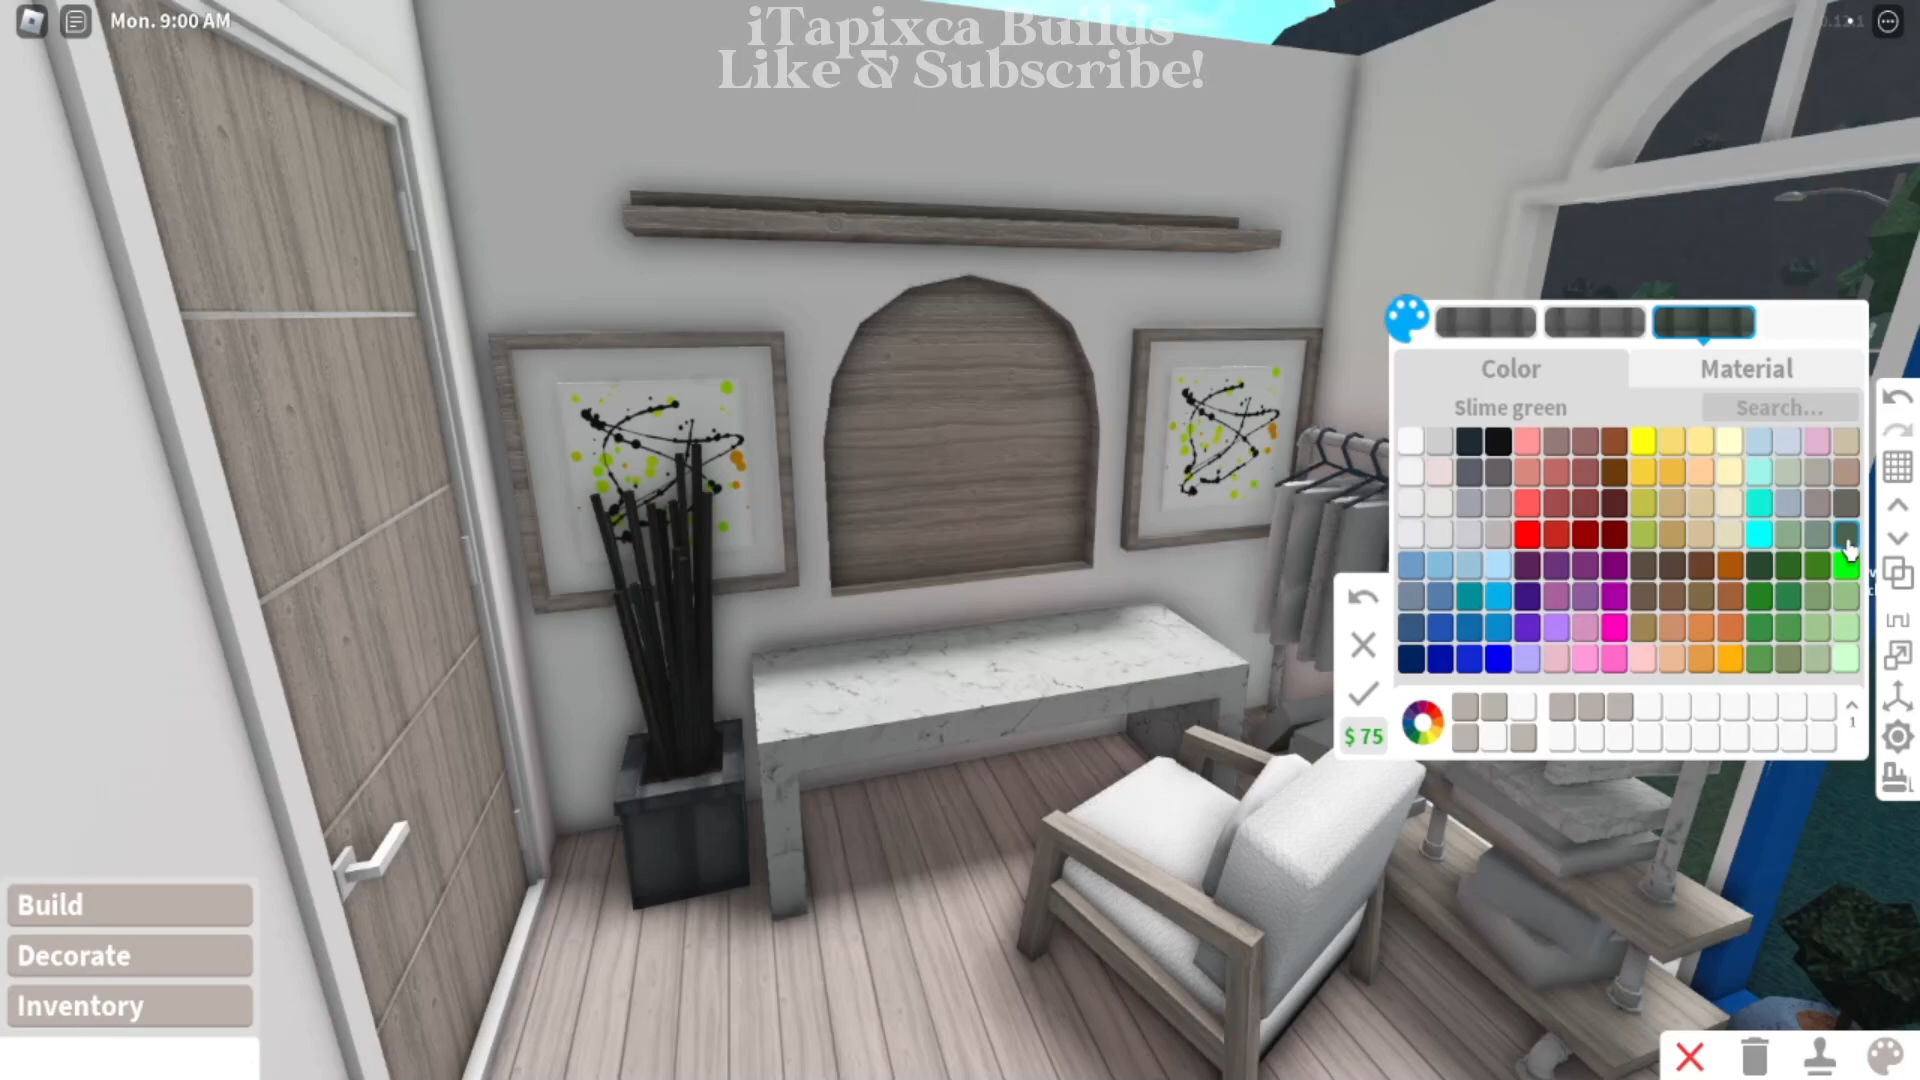 Mon. 9:00 AM
iTapixca Builds
Like & Subscribe!
Color
Material
Slime green
Search...
$ 75
1
Build
Decorate
Inventory